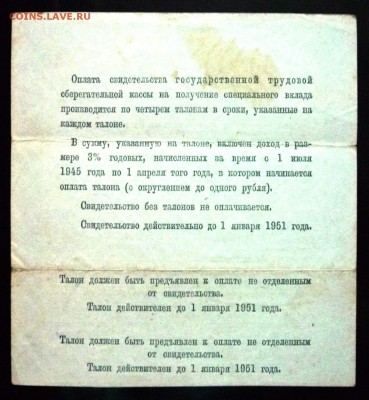 COINS.LAVE.RU
Оплата свидетельства государственной трудовой
сберегательной кассы на получение специального вклада
производится по четырем талонам в сроки, указанные на
каждом талоне.
В сумму, указанную на талоне, включен доход в раз-
мере 3% годовых, начисленных за время с 1 июля
1945 года по 1 апреля того года, в котором начинается
оплата талона (с округлением до одного рубля).
Свидетельство без талонов не оплачивается.
Свидетельство действительно до 1 января 1951 года.
Талон должен быть предъявлен к оплате не отделенным
от свидетельства.
Талон действителен до 1 января 1951 года.
Талон должен быть предъявлен к оплате не отделенным
от свидетельства.
Талон действителен до 1 января 1951 года.